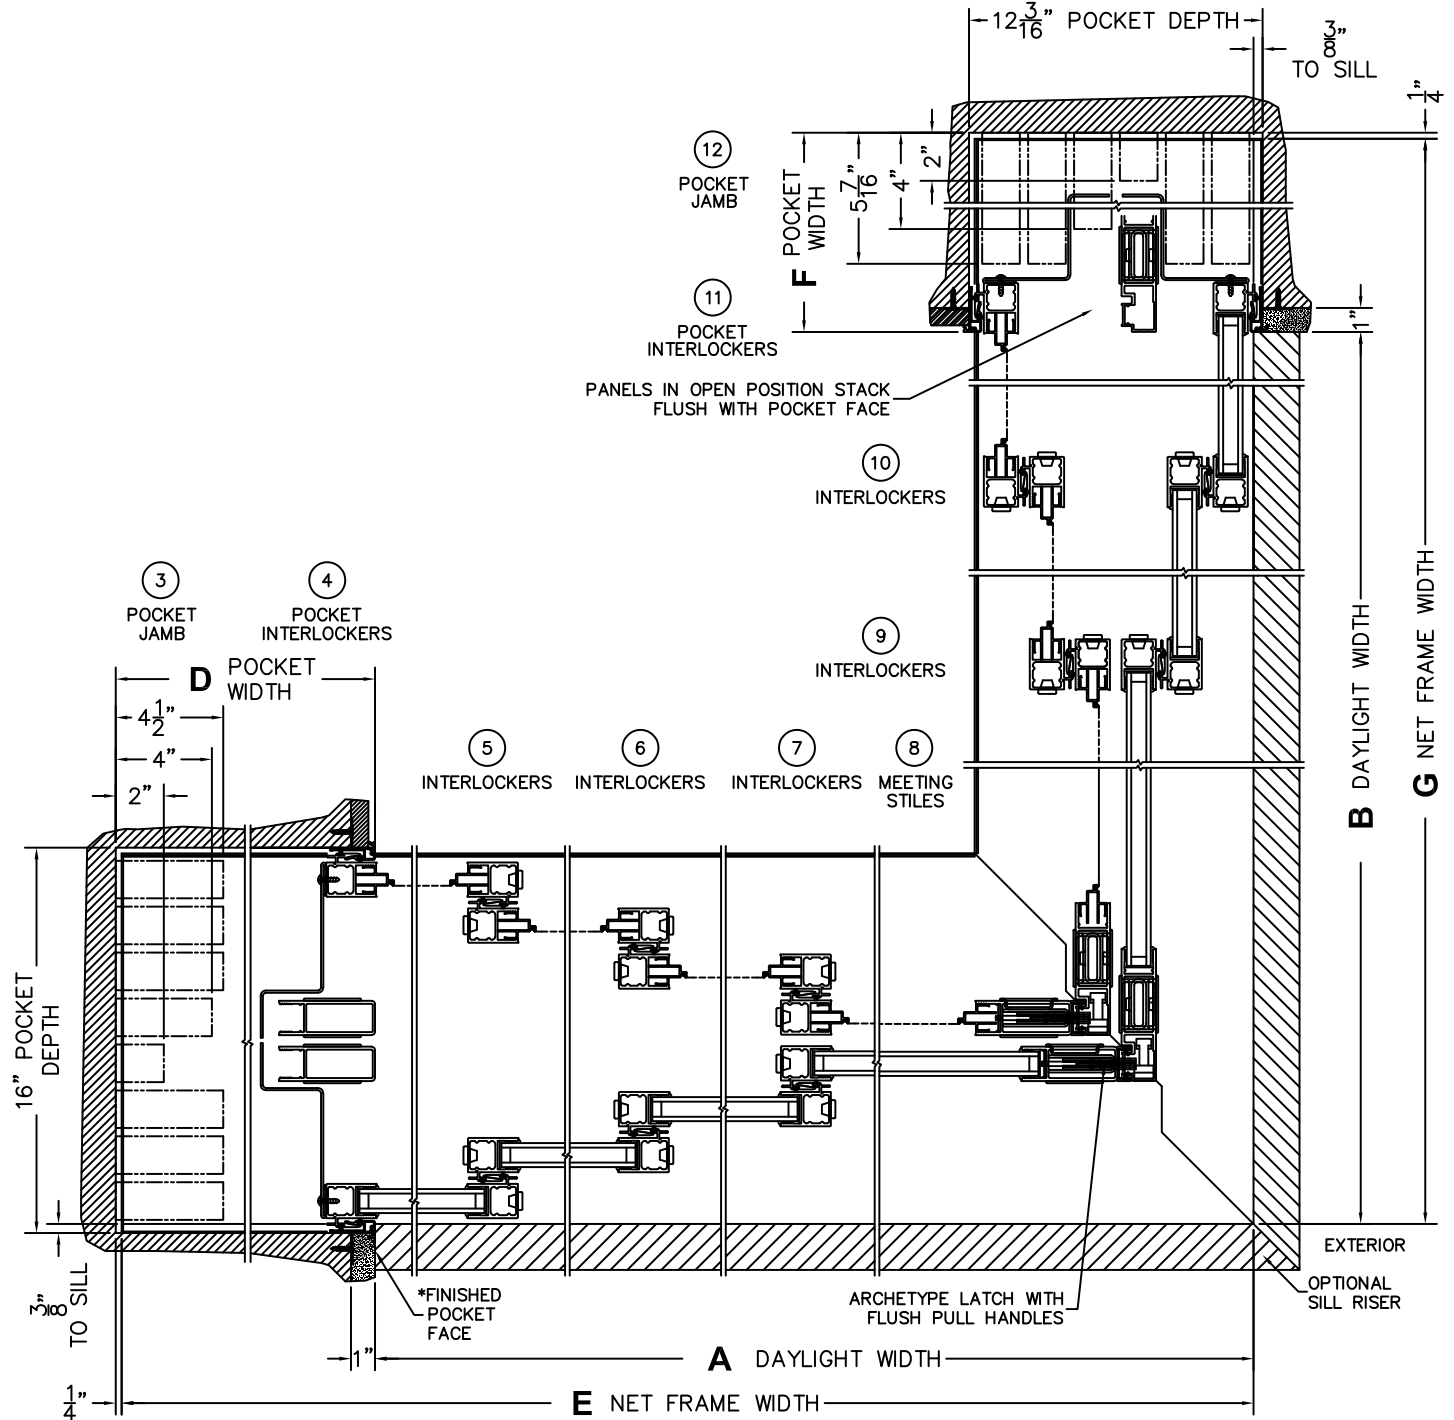 12 3/16" POCKET DEPTH
3/8"
TO SILL
1/4"
12
POCKET
JAMB
F POCKET
WIDTH
5 7/16"
4"
2"
11
POCKET
INTERLOCKERS
1"
PANELS IN OPEN POSITION STACK
FLUSH WITH POCKET FACE
10
INTERLOCKERS
9
INTERLOCKERS
B DAYLIGHT WIDTH
G NET FRAME WIDTH
3
POCKET
JAMB
4
POCKET
INTERLOCKERS
D POCKET
WIDTH
4 1/2"
4"
2"
5
INTERLOCKERS
6
INTERLOCKERS
7
INTERLOCKERS
8
MEETING
STILES
16" POCKET
DEPTH
3/8"
TO SILL
1/4"
*FINISHED
POCKET
FACE
ARCHETYPE LATCH WITH
FLUSH PULL HANDLES
EXTERIOR
OPTIONAL
SILL RISER
1"
A DAYLIGHT WIDTH
E NET FRAME WIDTH